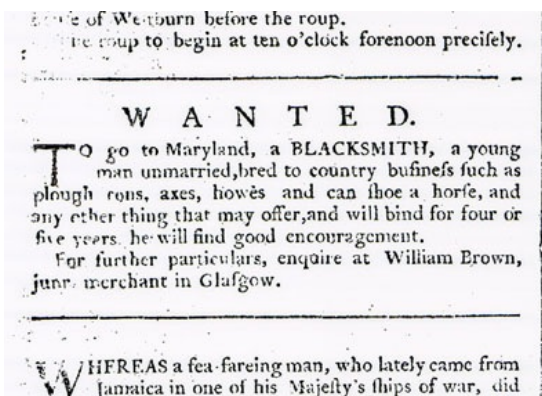 of Westburn before the roup.
roup to begin at ten o'clock forenoon preciſely.
WANTED.
TO go to Maryland, a BLACKSMITH, a young
man unmarried,bred to country buſineſs ſuch as
plough rons, axes, howes and can ſhoe a horſe, and
any other thing that may offer,and will bind for four or
five years he will find good encouragement.
For further particulars, enquire at William Brown,
junr. merchant in Glaſgow.
WHEREAS a ſea-fareing man, who lately came from
Jamaica in one of his Majeſty's ſhips of war, did